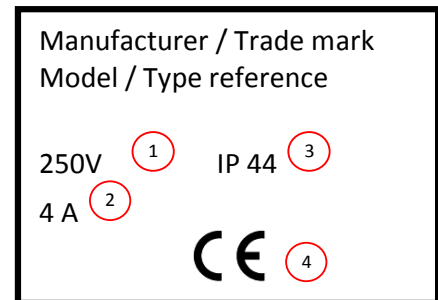 Manufacturer / Trade mark
Model / Type reference
250V 1 IP 44 3
4 A 2
CE 4